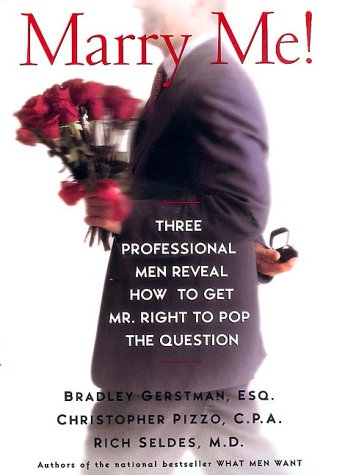 Marry Me!
THREE
PROFESSIONAL
MEN REVEAL
HOW TO GET
MR. RIGHT TO POP
THE QUESTION
BRADLEY GERSTMAN, ESQ.
CHRISTOPHER PIZZO, C.P.A.
RICH SELDES, M.D.
Authors of the national bestseller WHAT MEN WANT